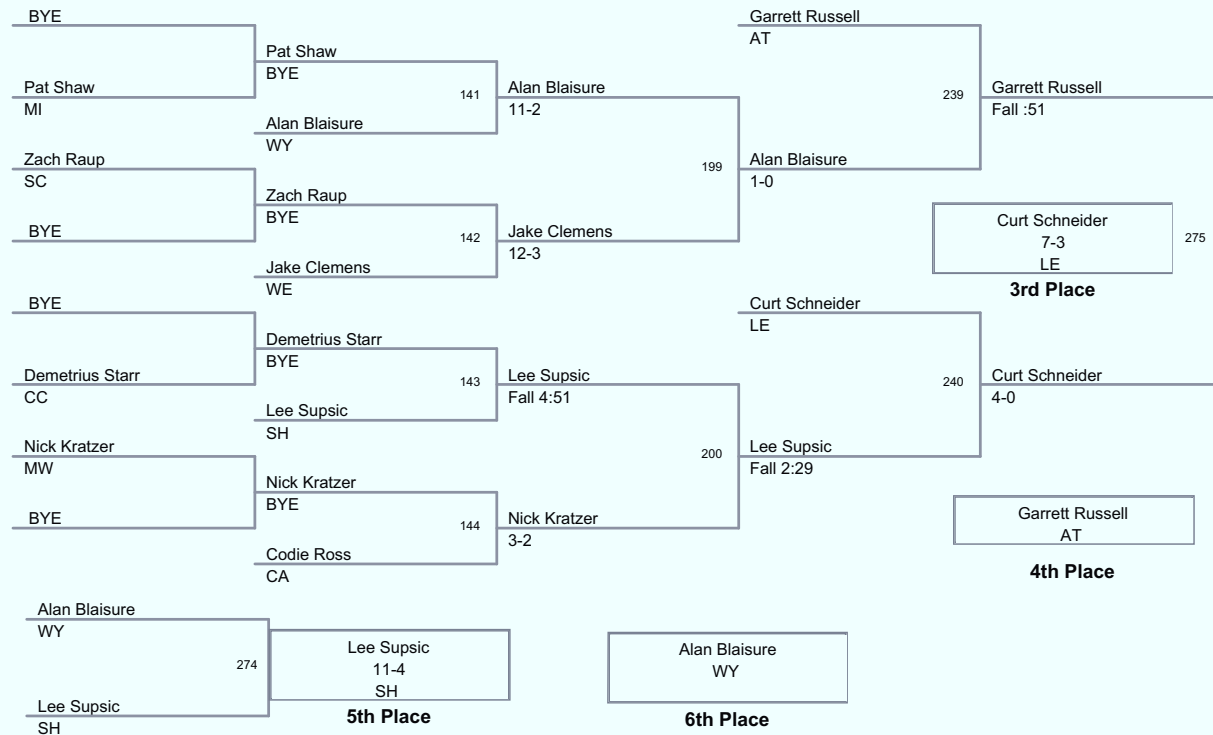 BYE
Pat Shaw
MI
Zach Raup
SC
BYE
BYE
Demetrius Starr
CC
Nick Kratzer
MW
BYE
Pat Shaw
BYE
141
Alan Blaisure
WY
Zach Raup
BYE
142
Jake Clemens
WE
Demetrius Starr
BYE
143
Lee Supsic
SH
Nick Kratzer
BYE
144
Codie Ross
CA
Alan Blaisure
11-2
199
Jake Clemens
12-3
Lee Supsic
Fall 4:51
200
Nick Kratzer
3-2
Garrett Russell
AT
239
Alan Blaisure
1-0
Curt Schneider
LE
240
Lee Supsic
Fall 2:29
Garrett Russell
Fall :51
Curt Schneider
7-3
LE
275
3rd Place
Curt Schneider
4-0
Garrett Russell
AT
4th Place
Alan Blaisure
WY
274
Lee Supsic
SH
Lee Supsic
11-4
SH
5th Place
Alan Blaisure
WY
6th Place